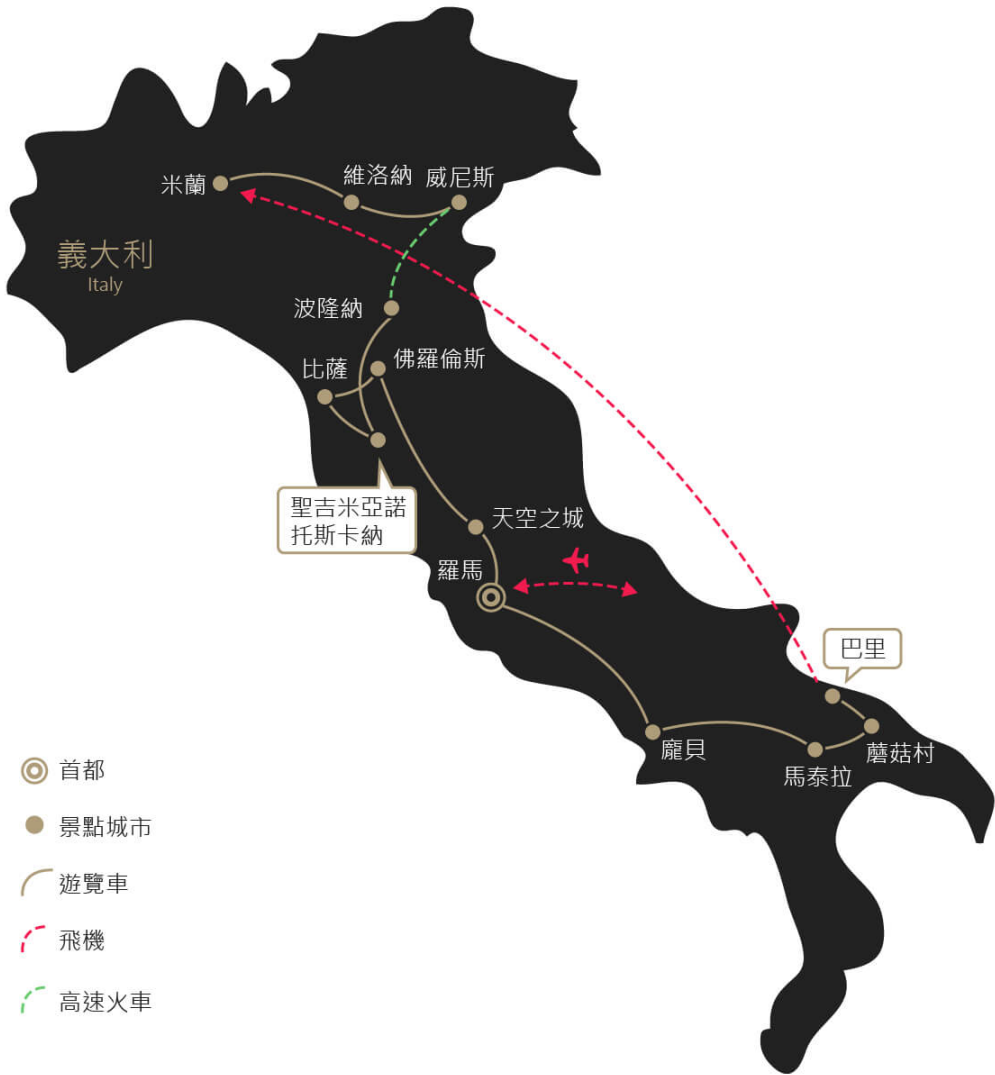 米蘭
維洛納
威尼斯
義大利
Italy
波隆納
比薩
佛羅倫斯
聖吉米亞諾
托斯卡納
天空之城
羅馬
巴里
龐貝
馬泰拉
蘑菇村
首都
景點城市
遊覽車
飛機
高速火車